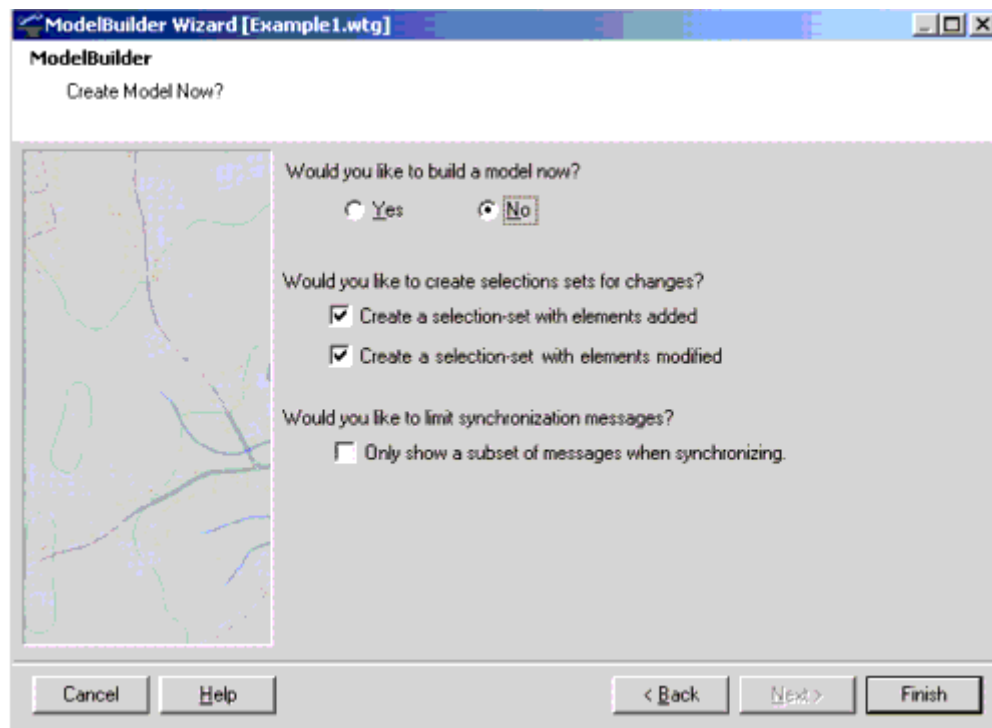 ModelBuilder Wizard [Example1.wtg]
ModelBuilder
Create Model Now?
Would you like to build a model now?
Yes No
Would you like to create selections sets for changes?
Create a selection-set with elements added
Create a selection-set with elements modified
Would you like to limit synchronization messages?
Only show a subset of messages when synchronizing.
Cancel Help < Back Next > Finish